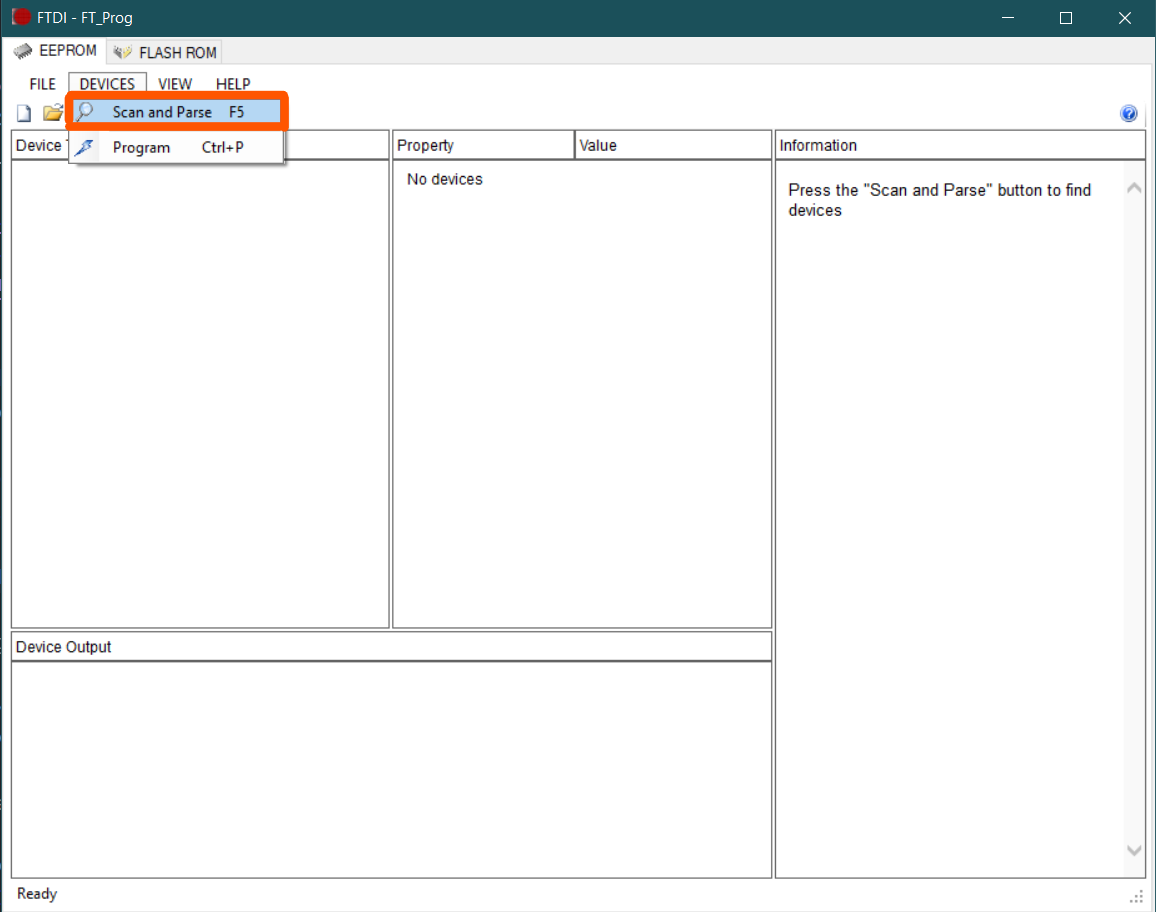 FTDI - FT_Prog
EEPROM FLASH ROM
FILE DEVICES VIEW HELP
Scan and Parse F5
Program Ctrl+P
Device
Property Value Information
No devices
Press the "Scan and Parse" button to find
devices
Device Output
Ready